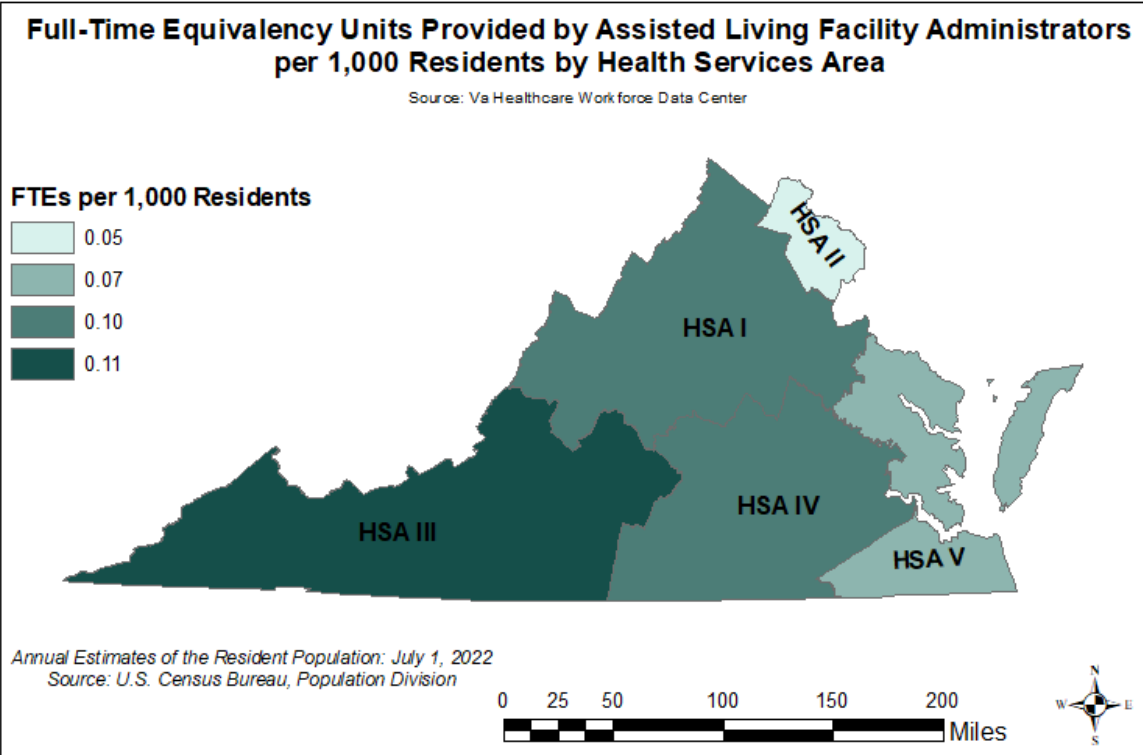 Full-Time Equivalency Units Provided by Assisted Living Facility Administrators
per 1,000 Residents by Health Services Area
Source: Va Healthcare Workforce Data Center
FTEs per 1,000 Residents
0.05
0.07
0.10
0.11
HSA II
HSA I
HSA III
HSA IV
HSA V
Annual Estimates of the Resident Population: July 1, 2022
Source: U.S. Census Bureau, Population Division
0 25 50 100 150 200
Miles
N
W E
S